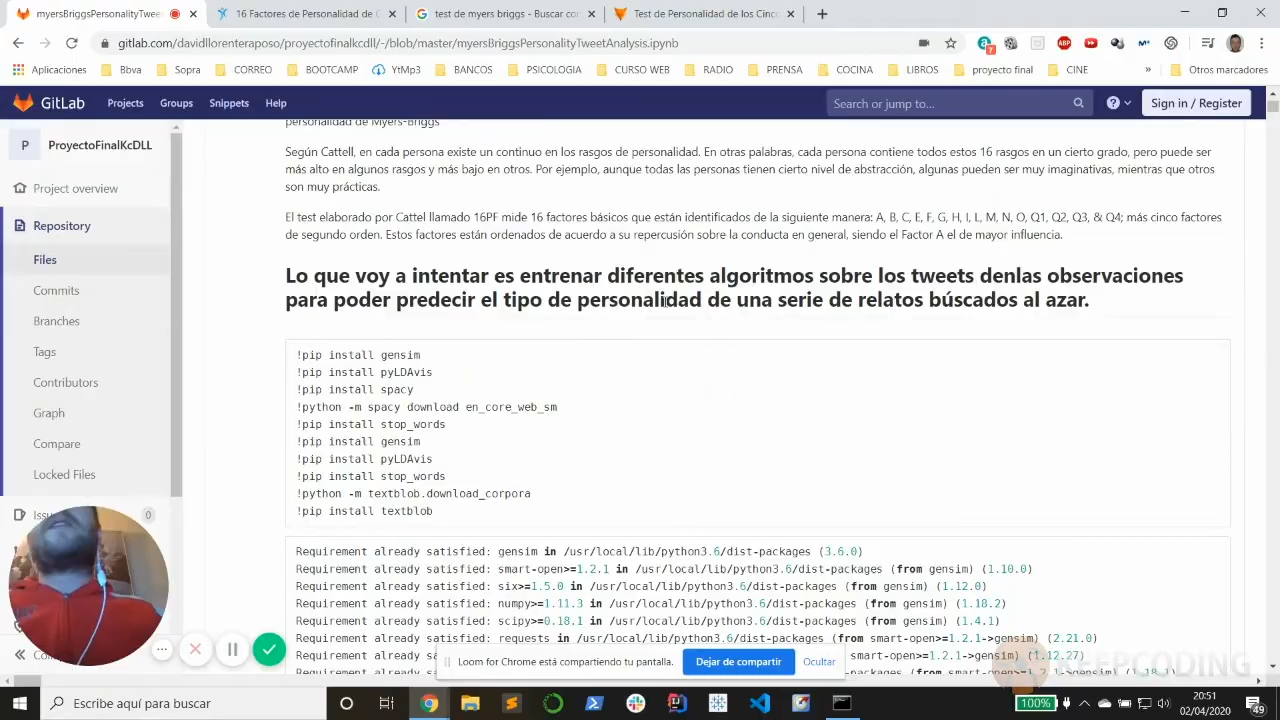 myersBriggsPersonalityTwee
16 Factores de Personalidad de C
test de myers briggs - Buscar con
Test de Personalidad de los Cinco
gitlab.com/davidllorenteraposo/proyectofinalkcdll/-/blob/master/myersBriggsPersonalityTweetAnalysis.ipynb
Aplicaciones
Bbva
Sopra
CORREO
BOOTCAMP
YtMp3
BANCOS
PSICOLOGIA
CURSO WEB
RADIO
PRENSA
COCINA
LIBROS
proyecto final
CINE
»
Otros marcadores
GitLab
Projects
Groups
Snippets
Help
Search or jump to...
Sign in / Register
P
ProyectoFinalKcDLL
Project overview
Repository
Files
Commits
Branches
Tags
Contributors
Graph
Compare
Locked Files
0
personalidad de Myers-Briggs
Según Cattell, en cada persona existe un continuo en los rasgos de personalidad. En otras palabras, cada persona contiene todos estos 16 rasgos en un cierto grado, pero puede ser
más alto en algunos rasgos y más bajo en otros. Por ejemplo, aunque todas las personas tienen cierto nivel de abstracción, algunas pueden ser muy imaginativas, mientras que otros
son muy prácticas.
El test elaborado por Cattel llamado 16PF mide 16 factores básicos que están identificados de la siguiente manera: A, B, C, E, F, G, H, I, L, M, N, O, Q1, Q2, Q3, & Q4; más cinco factores
de segundo orden. Estos factores están ordenados de acuerdo a su repercusión sobre la conducta en general, siendo el Factor A el de mayor influencia.
Lo que voy a intentar es entrenar diferentes algoritmos sobre los tweets denlas observaciones
para poder predecir el tipo de personalidad de una serie de relatos búscados al azar.
!pip install gensim
!pip install pyLDAvis
!pip install spacy
!python -m spacy download en_core_web_sm
!pip install stop_words
!pip install gensim
!pip install pyLDAvis
!pip install stop_words
!python -m textblob.download_corpora
!pip install textblob
Requirement already satisfied: gensim in /usr/local/lib/python3.6/dist-packages (3.6.0)
Requirement already satisfied: smart-open>=1.2.1 in /usr/local/lib/python3.6/dist-packages (from gensim) (1.10.0)
Requirement already satisfied: six>=1.5.0 in /usr/local/lib/python3.6/dist-packages (from gensim) (1.12.0)
Requirement already satisfied: numpy>=1.11.3 in /usr/local/lib/python3.6/dist-packages (from gensim) (1.18.2)
Requirement already satisfied: scipy>=0.18.1 in /usr/local/lib/python3.6/dist-packages (from gensim) (1.4.1)
Requirement already satisfied: requests in /usr/local/lib/python3.6/dist-packages (from smart-open>=1.2.1->gensim) (2.21.0)
-open>=1.2.1->gensim) (1.12.27)
Loom for Chrome está compartiendo tu pantalla.
Dejar de compartir
Ocultar
KEEPCODING
Escribe aquí para buscar
100%
20:51
02/04/2020
49